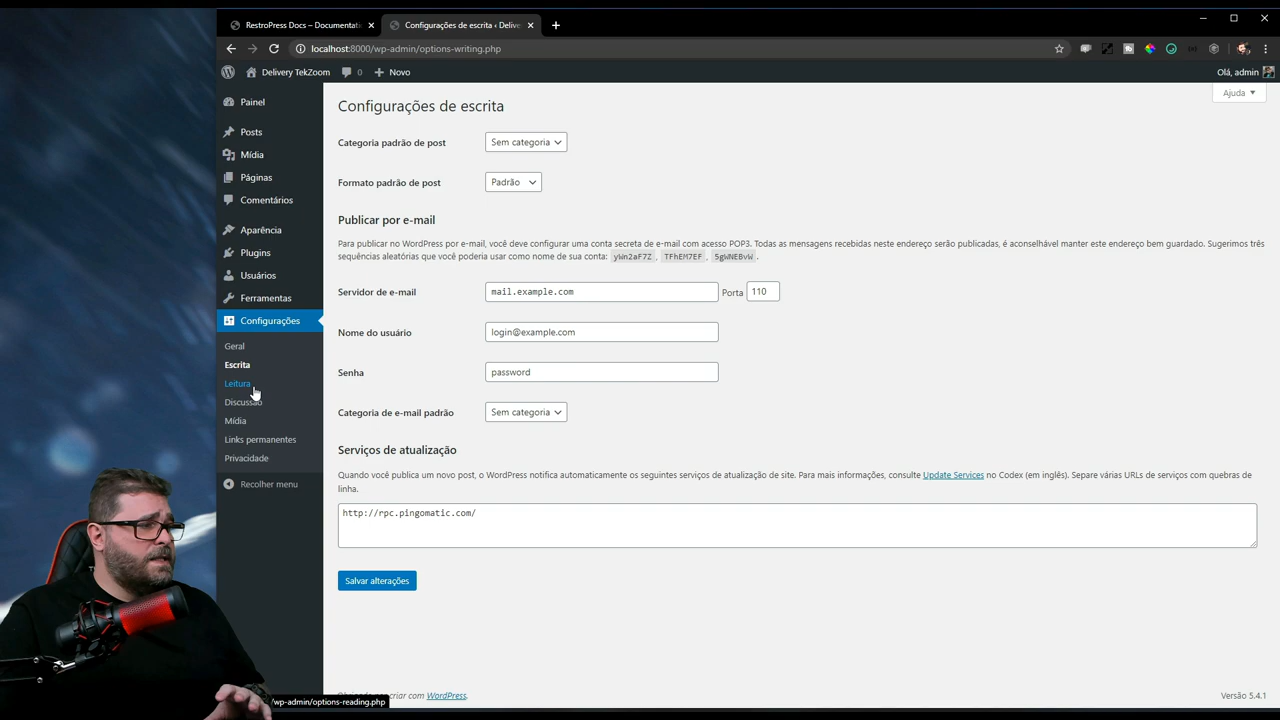 RestroPress Docs – Documentati
Configurações de escrita ‹ Delive
localhost:8000/wp-admin/options-writing.php
Delivery TekZoom
0
Novo
Olá, admin
Ajuda
Painel
Posts
Mídia
Páginas
Comentários
Aparência
Plugins
Usuários
Ferramentas
Configurações
Geral
Escrita
Leitura
Discussão
Mídia
Links permanentes
Privacidade
Recolher menu
Configurações de escrita
Categoria padrão de post
Sem categoria
Formato padrão de post
Padrão
Publicar por e-mail
Para publicar no WordPress por e-mail, você deve configurar uma conta secreta de e-mail com acesso POP3. Todas as mensagens recebidas neste endereço serão publicadas, é aconselhável manter este endereço bem guardado. Sugerimos três
sequências aleatórias que você poderia usar como nome de sua conta: yWn2aF7Z, TFhEM7EF, 5gWNEBvW.
Servidor de e-mail
mail.example.com
Porta
110
Nome do usuário
login@example.com
Senha
password
Categoria de e-mail padrão
Sem categoria
Serviços de atualização
Quando você publica um novo post, o WordPress notifica automaticamente os seguintes serviços de atualização de site. Para mais informações, consulte Update Services no Codex (em inglês). Separe várias URLs de serviços com quebras de
linha.
http://rpc.pingomatic.com/
Salvar alterações
criar com WordPress.
Versão 5.4.1
/wp-admin/options-reading.php